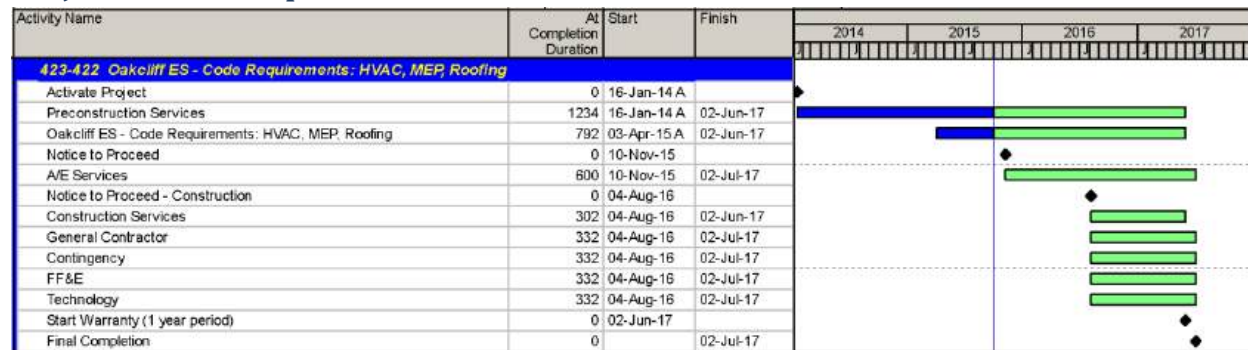 Activity Name At Completion Duration Start Finish
2014 2015 2016 2017
J J J J J J J
423-422 Oakcliff ES - Code Requirements: HVAC, MEP, Roofing
Activate Project 0 16-Jan-14 A
Preconstruction Services 1234 16-Jan-14 A 02-Jun-17
Oakcliff ES - Code Requirements: HVAC, MEP, Roofing 792 03-Apr-15 A 02-Jun-17
Notice to Proceed 0 10-Nov-15
A/E Services 600 10-Nov-15 02-Jul-17
Notice to Proceed - Construction 0 04-Aug-16
Construction Services 302 04-Aug-16 02-Jun-17
General Contractor 332 04-Aug-16 02-Jul-17
Contingency 332 04-Aug-16 02-Jul-17
FF&E 332 04-Aug-16 02-Jul-17
Technology 332 04-Aug-16 02-Jul-17
Start Warranty (1 year period) 0 02-Jun-17
Final Completion 0 02-Jul-17